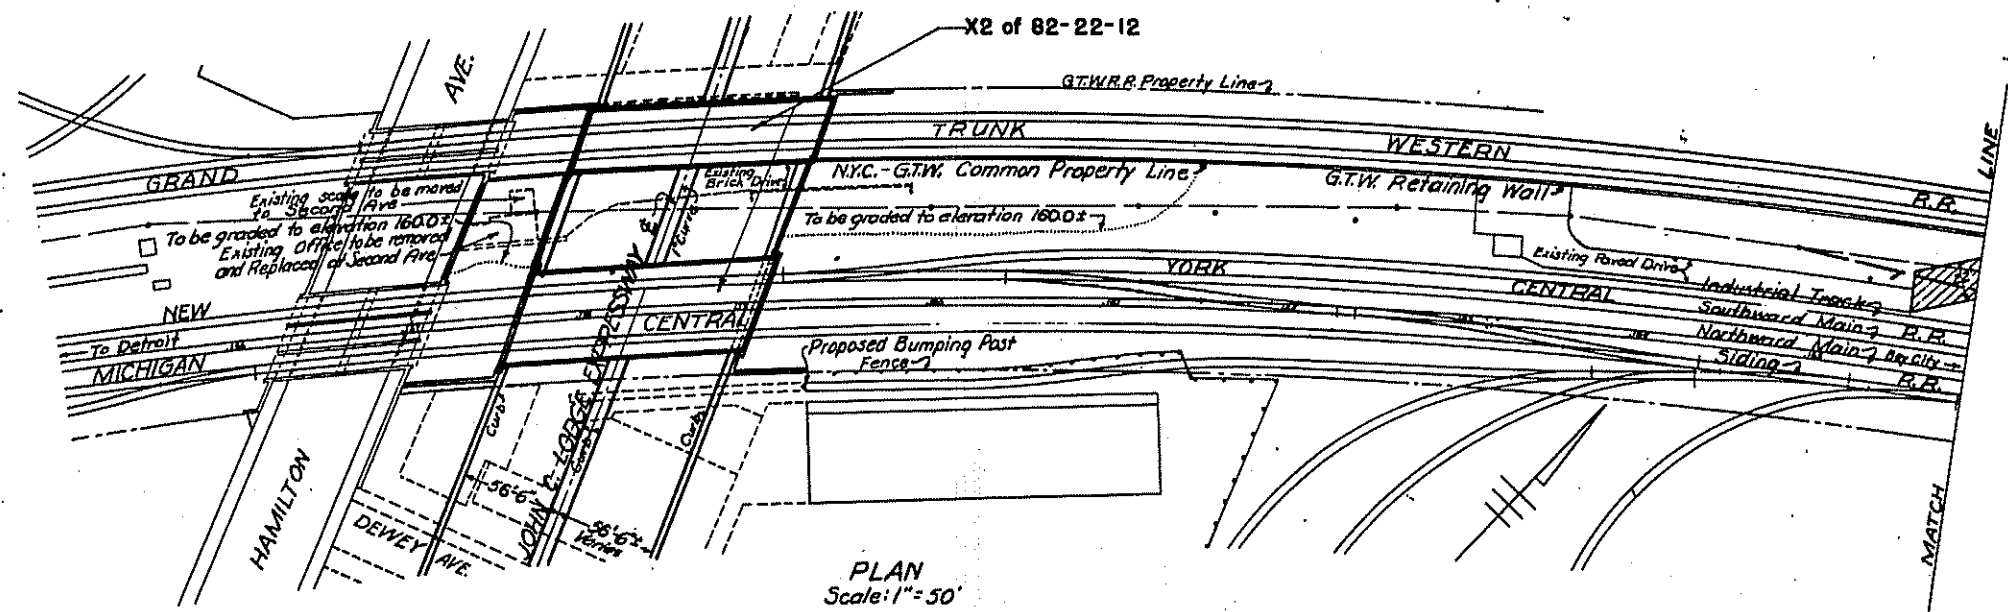 X2 of 82-22-12
AVE.
G.T.W.R.R. Property Line
TRUNK
WESTERN
LINE
GRAND
Existing scale to be moved
to Second Ave
To be graded to elevation 160.0±
Existing Office to be removed
and Replaced at Second Ave
Existing
Brick Drive
N.Y.C.-G.T.W. Common Property Line
G.T.W. Retaining Wall
R.R.
To be graded to elevation 160.0±
℄
Curb
Existing Paved Drive
YORK
CENTRAL
Industrial Track
Southward Main
R.R.
Northward Main
Bay City
Siding
R.R.
NEW
CENTRAL
To Detroit
MICHIGAN
Proposed Bumping Post
Fence
Curb
Curb
Curb
JOHN C. LODGE EXPRESSWAY
HAMILTON
56'-6"
56'-6"±
Varies
DEWEY AVE.
MATCH
PLAN
Scale: 1"=50'